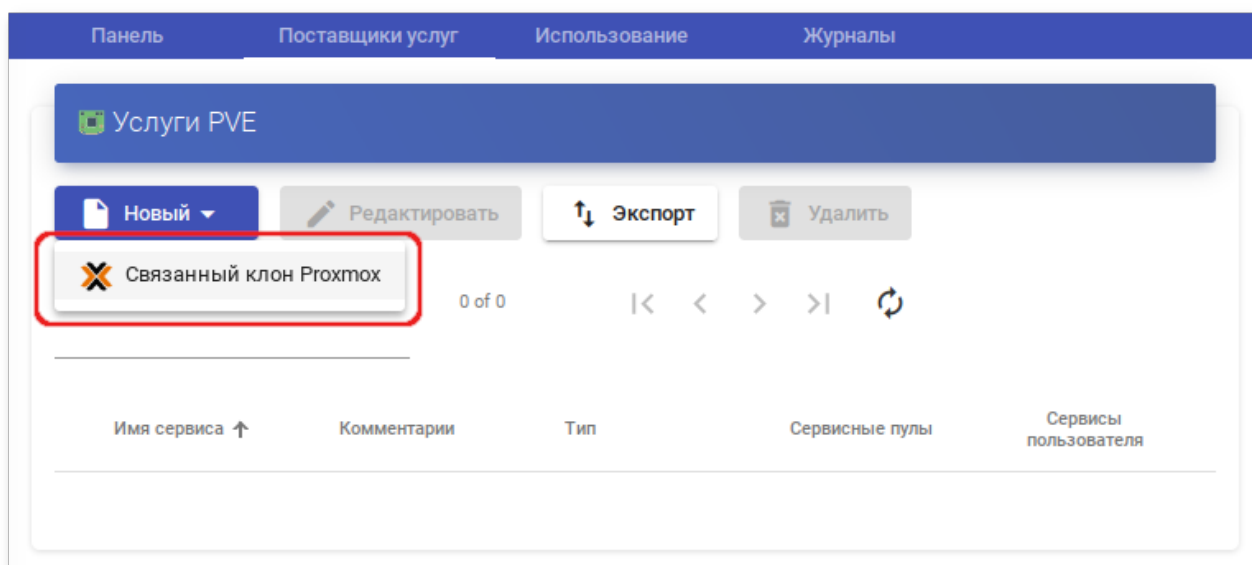 Панель Поставщики услуг Использование Журналы
Услуги PVE
Новый Редактировать Экспорт Удалить
Связанный клон Proxmox
0 of 0
Имя сервиса Комментарии Тип Сервисные пулы Сервисы
пользователя